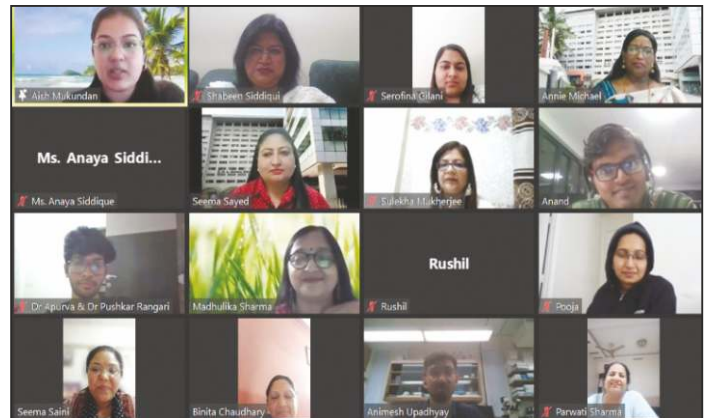 Aish Mukundan
Shabeen Siddiqui
Serofina Gilani
Annie Michael
Ms. Anaya Siddi...
Ms. Anaya Siddique
Seema Sayed
Sulekha Mukherjee
Anand
Dr Apurva & Dr Pushkar Rangari
Madhulika Sharma
Rushil
Rushil
Pooja
Seema Saini
Binita Chaudhary
Animesh Upadhyay
Parwati Sharma